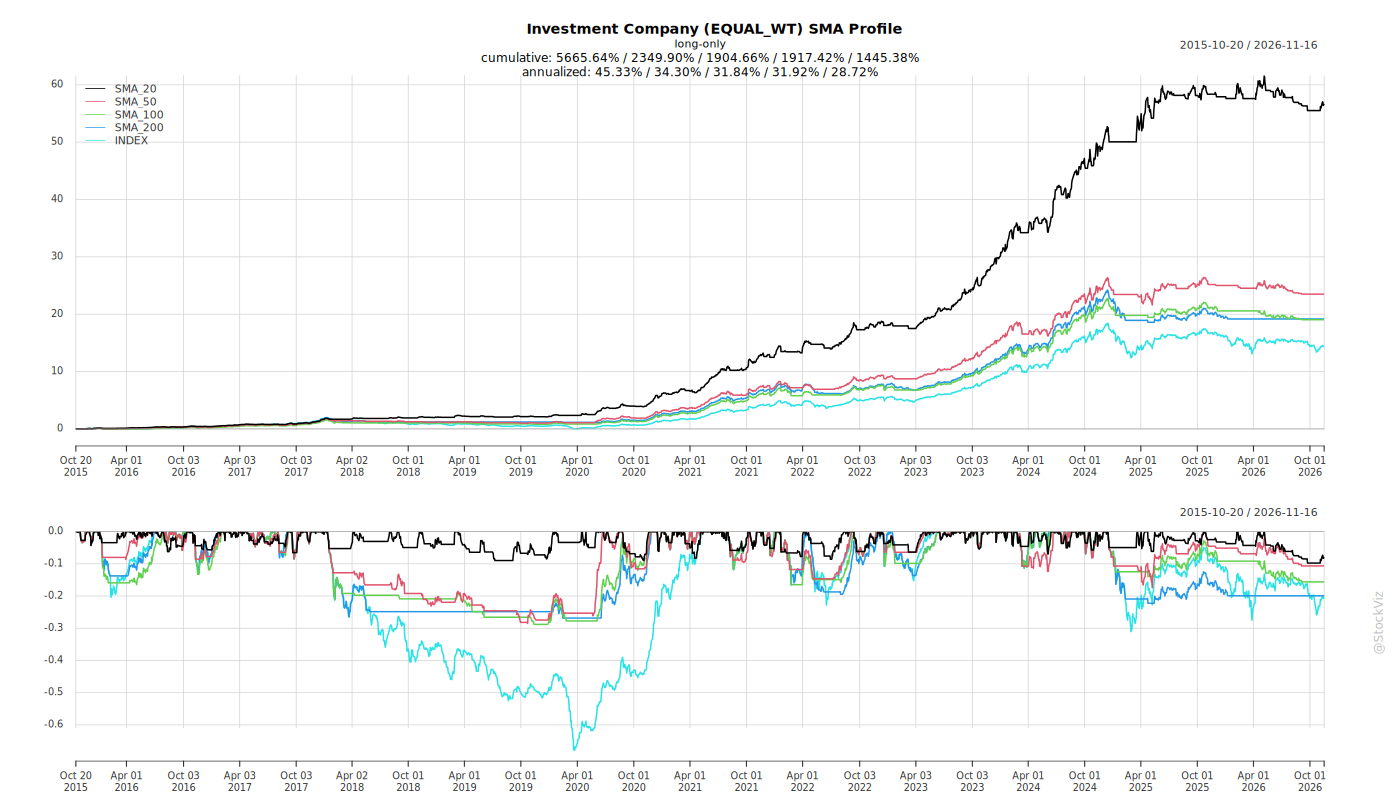 Investment Company (EQUAL_WT) SMA Profile
long-only
cumulative: 5665.64% / 2349.90% / 1904.66% / 1917.42% / 1445.38%
annualized: 45.33% / 34.30% / 31.84% / 31.92% / 28.72%
2015-10-20 / 2026-11-16
SMA_20
SMA_50
SMA_100
SMA_200
INDEX
60
50
40
30
20
10
0
Oct 20 Apr 01 Oct 03 Apr 03 Oct 03 Apr 02 Oct 01 Apr 01 Oct 01 Apr 01 Oct 01 Apr 01 Oct 01 Apr 01 Oct 03 Apr 03 Oct 03 Apr 01 Oct 01 Apr 01 Oct 01 Apr 01 Oct 01
2015 2016 2016 2017 2017 2018 2018 2019 2019 2020 2020 2021 2021 2022 2022 2023 2023 2024 2024 2025 2025 2026 2026
2015-10-20 / 2026-11-16
0.0
-0.1
-0.2
-0.3
-0.4
-0.5
-0.6
Oct 20 Apr 01 Oct 03 Apr 03 Oct 03 Apr 02 Oct 01 Apr 01 Oct 01 Apr 01 Oct 01 Apr 01 Oct 01 Apr 01 Oct 03 Apr 03 Oct 03 Apr 01 Oct 01 Apr 01 Oct 01 Apr 01 Oct 01
2015 2016 2016 2017 2017 2018 2018 2019 2019 2020 2020 2021 2021 2022 2022 2023 2023 2024 2024 2025 2025 2026 2026
@StockViz